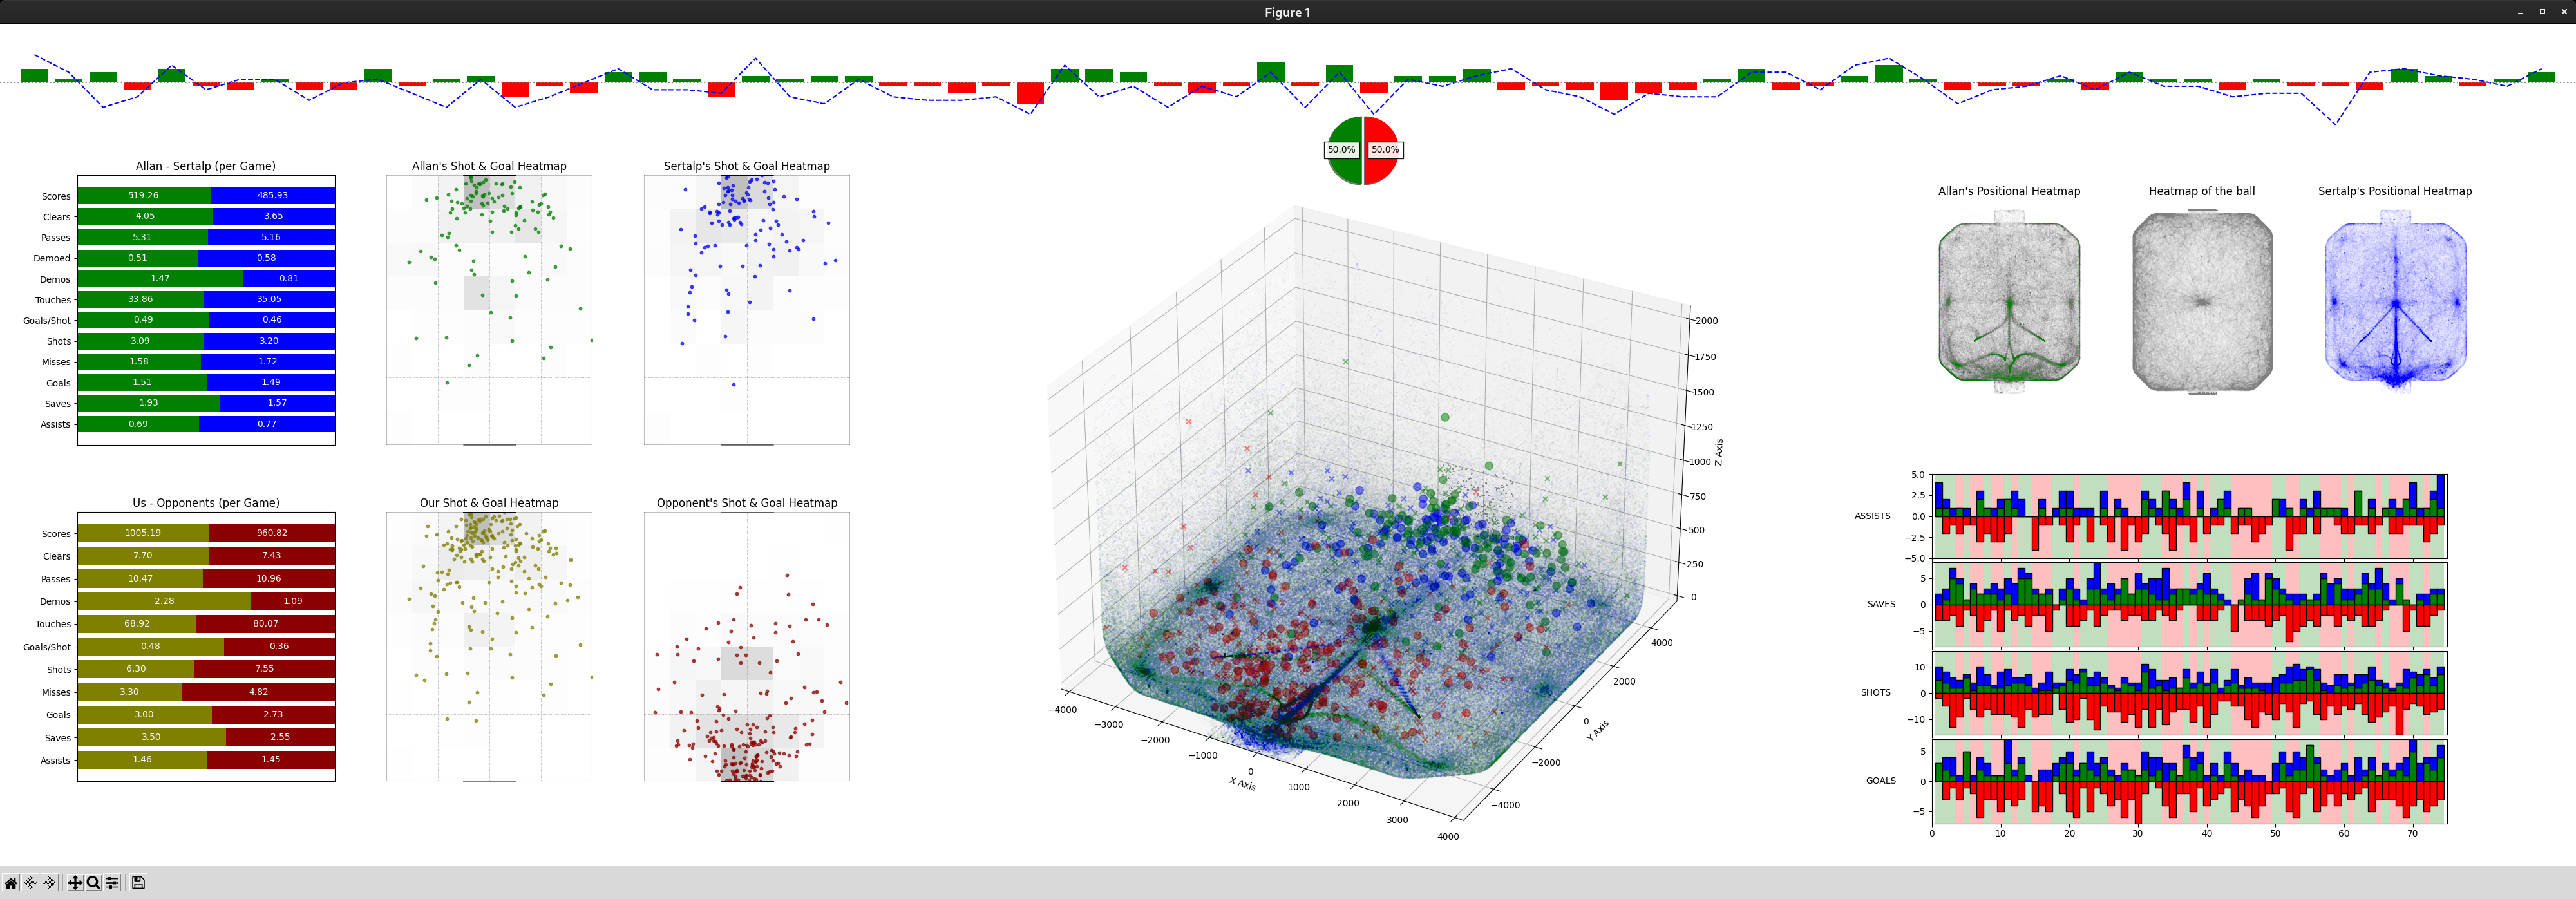 Figure 1
50.0% 50.0%
Allan - Sertalp (per Game)
Scores 519.26 485.93
Clears 4.05 3.65
Passes 5.31 5.16
Demoed 0.51 0.58
Demos 1.47 0.81
Touches 33.86 35.05
Goals/Shot 0.49 0.46
Shots 3.09 3.20
Misses 1.58 1.72
Goals 1.51 1.49
Saves 1.93 1.57
Assists 0.69 0.77
Allan's Shot & Goal Heatmap
Sertalp's Shot & Goal Heatmap
Us - Opponents (per Game)
Scores 1005.19 960.82
Clears 7.70 7.43
Passes 10.47 10.96
Demos 2.28 1.09
Touches 68.92 80.07
Goals/Shot 0.48 0.36
Shots 6.30 7.55
Misses 3.30 4.82
Goals 3.00 2.73
Saves 3.50 2.55
Assists 1.46 1.45
Our Shot & Goal Heatmap
Opponent's Shot & Goal Heatmap
2000
1750
1500
1250
1000
750
500
250
0
Z Axis
4000
2000
0
−2000
−4000
Y Axis
−4000
−3000
−2000
−1000
0
1000
2000
3000
4000
X Axis
Allan's Positional Heatmap
Heatmap of the ball
Sertalp's Positional Heatmap
ASSISTS
5.0
2.5
0.0
−2.5
−5.0
SAVES
5
0
−5
SHOTS
10
0
−10
GOALS
5
0
−5
0 10 20 30 40 50 60 70